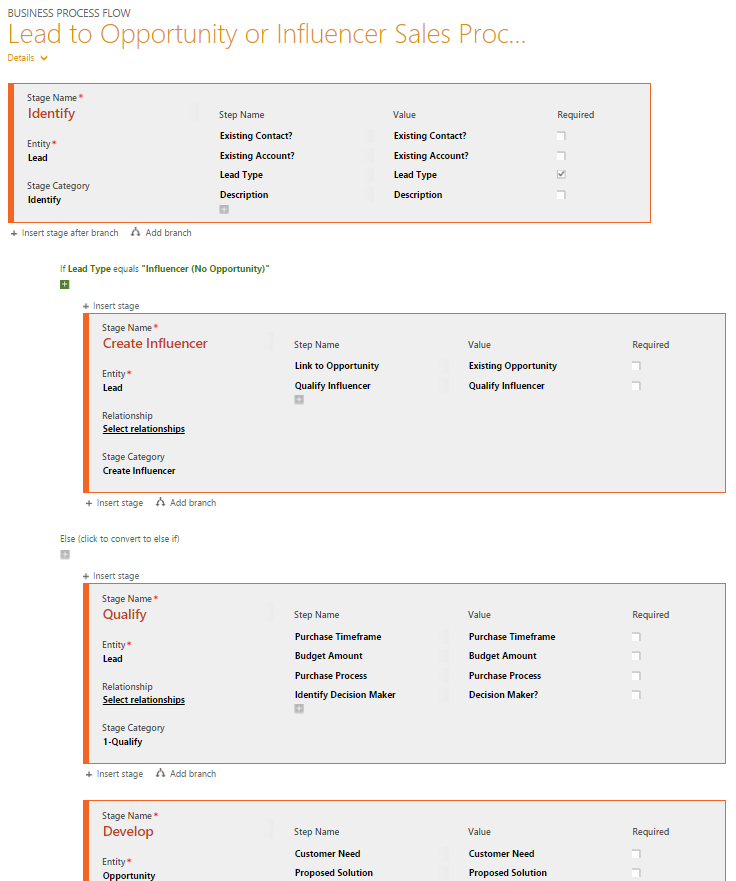 BUSINESS PROCESS FLOW
Lead to Opportunity or Influencer Sales Proc...
Details
Stage Name*
Identify
Step Name Value Required
Existing Contact? Existing Contact?
Entity*
Lead
Existing Account? Existing Account?
Lead Type Lead Type
Stage Category
Identify
Description Description
+ Insert stage after branch Add branch
If Lead Type equals "Influencer (No Opportunity)"
+ Insert stage
Stage Name*
Create Influencer
Step Name Value Required
Link to Opportunity Existing Opportunity
Entity*
Lead
Qualify Influencer Qualify Influencer
Relationship
Select relationships
Stage Category
Create Influencer
+ Insert stage Add branch
Else (click to convert to else if)
+ Insert stage
Stage Name*
Qualify
Step Name Value Required
Purchase Timeframe Purchase Timeframe
Entity*
Lead
Budget Amount Budget Amount
Purchase Process Purchase Process
Relationship
Identify Decision Maker Decision Maker?
Select relationships
Stage Category
1-Qualify
+ Insert stage Add branch
Stage Name*
Develop
Step Name Value Required
Customer Need Customer Need
Entity*
Opportunity
Proposed Solution Proposed Solution